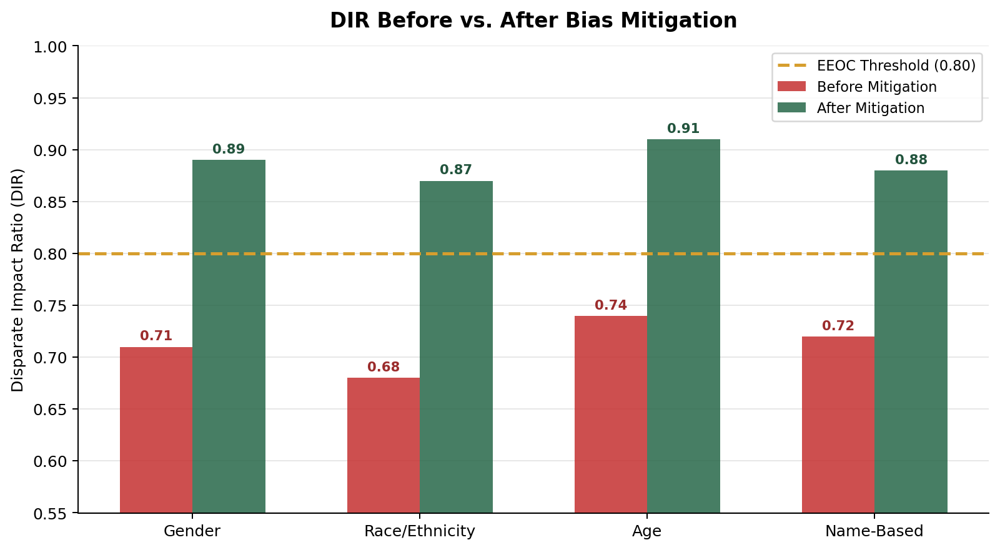 DIR Before vs. After Bias Mitigation
Disparate Impact Ratio (DIR)
1.00
0.95
0.90
0.85
0.80
0.75
0.70
0.65
0.60
0.55
EEOC Threshold (0.80)
Before Mitigation
After Mitigation
0.71
0.89
0.68
0.87
0.74
0.91
0.72
0.88
Gender
Race/Ethnicity
Age
Name-Based